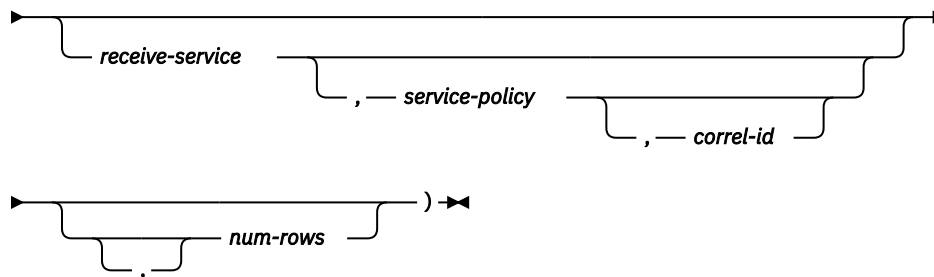 receive-service
, service-policy
, correl-id
)
num-rows
,